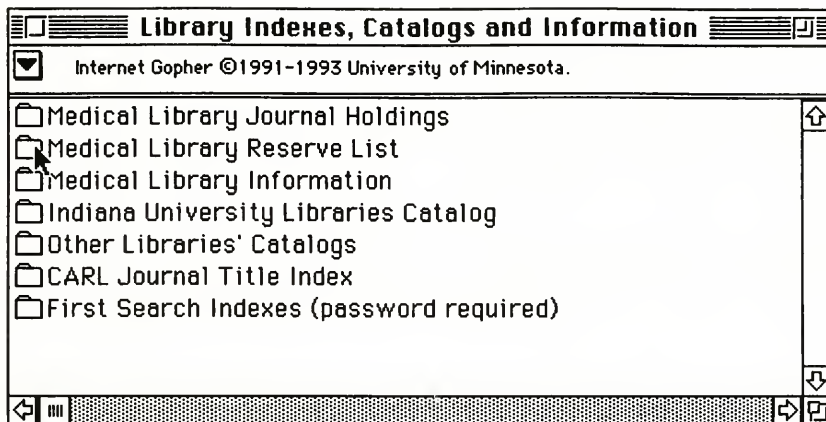 Library Indexes, Catalogs and Information
Internet Gopher ©1991-1993 University of Minnesota.
Medical Library Journal Holdings
Medical Library Reserve List
Medical Library Information
Indiana University Libraries Catalog
Other Libraries' Catalogs
CARL Journal Title Index
First Search Indexes (password required)